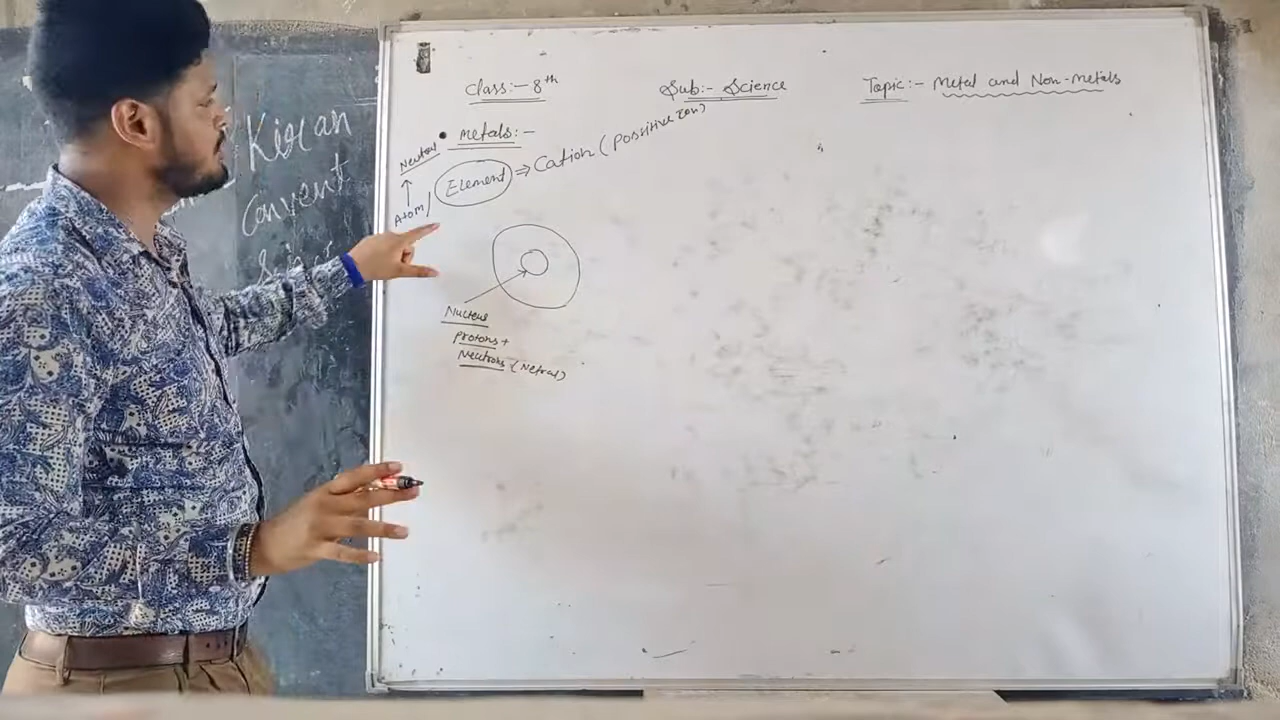 Class:- 8th
Sub:- Science
Topic:- Metal and Non-metals
• Metals:-
Neutral
Atom/
Element ⇒ Cation (possitive ion)
Nucleus
Protons +
Neutrons (Netral)
Kiran
Convent